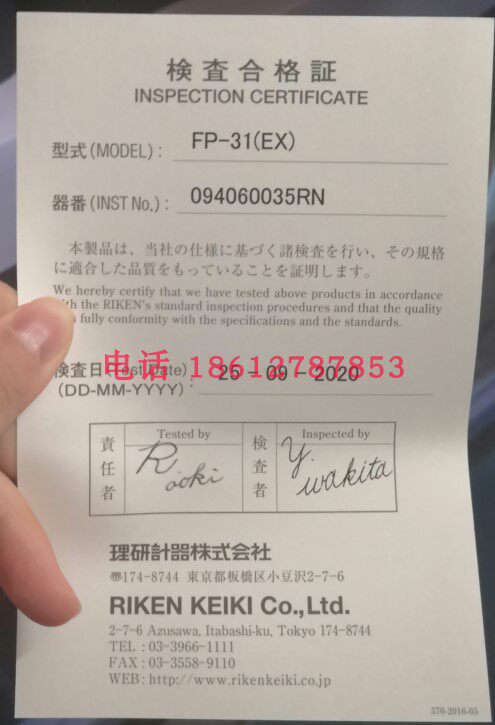 検査合格証
INSPECTION CERTIFICATE
型式(MODEL): FP-31(EX)
器番(INST No.): 094060035RN
本製品は、当社の仕様に基づく諸検査を行い、その規格
に適合した品質をもっていることを証明します。
We hereby certify that we have tested above products in accordance
the RIKEN's standard inspection procedures and that the quality
fully conformity with the specifications and the standards.
电话 18613787853
検査日(Test Date) 25-09-2020
(DD-MM-YYYY):
責任者 Tested by R. Aoki
検査者 Inspected by Y. Iwakita
理研計器株式会社
〠174-8744 東京都板橋区小豆沢2-7-6
RIKEN KEIKI Co., Ltd.
2-7-6 Azusawa, Itabashi-ku, Tokyo 174-8744
TEL : 03-3966-1111
FAX : 03-3558-9110
WEB: http://www.rikenkeiki.co.jp
570-2016-05